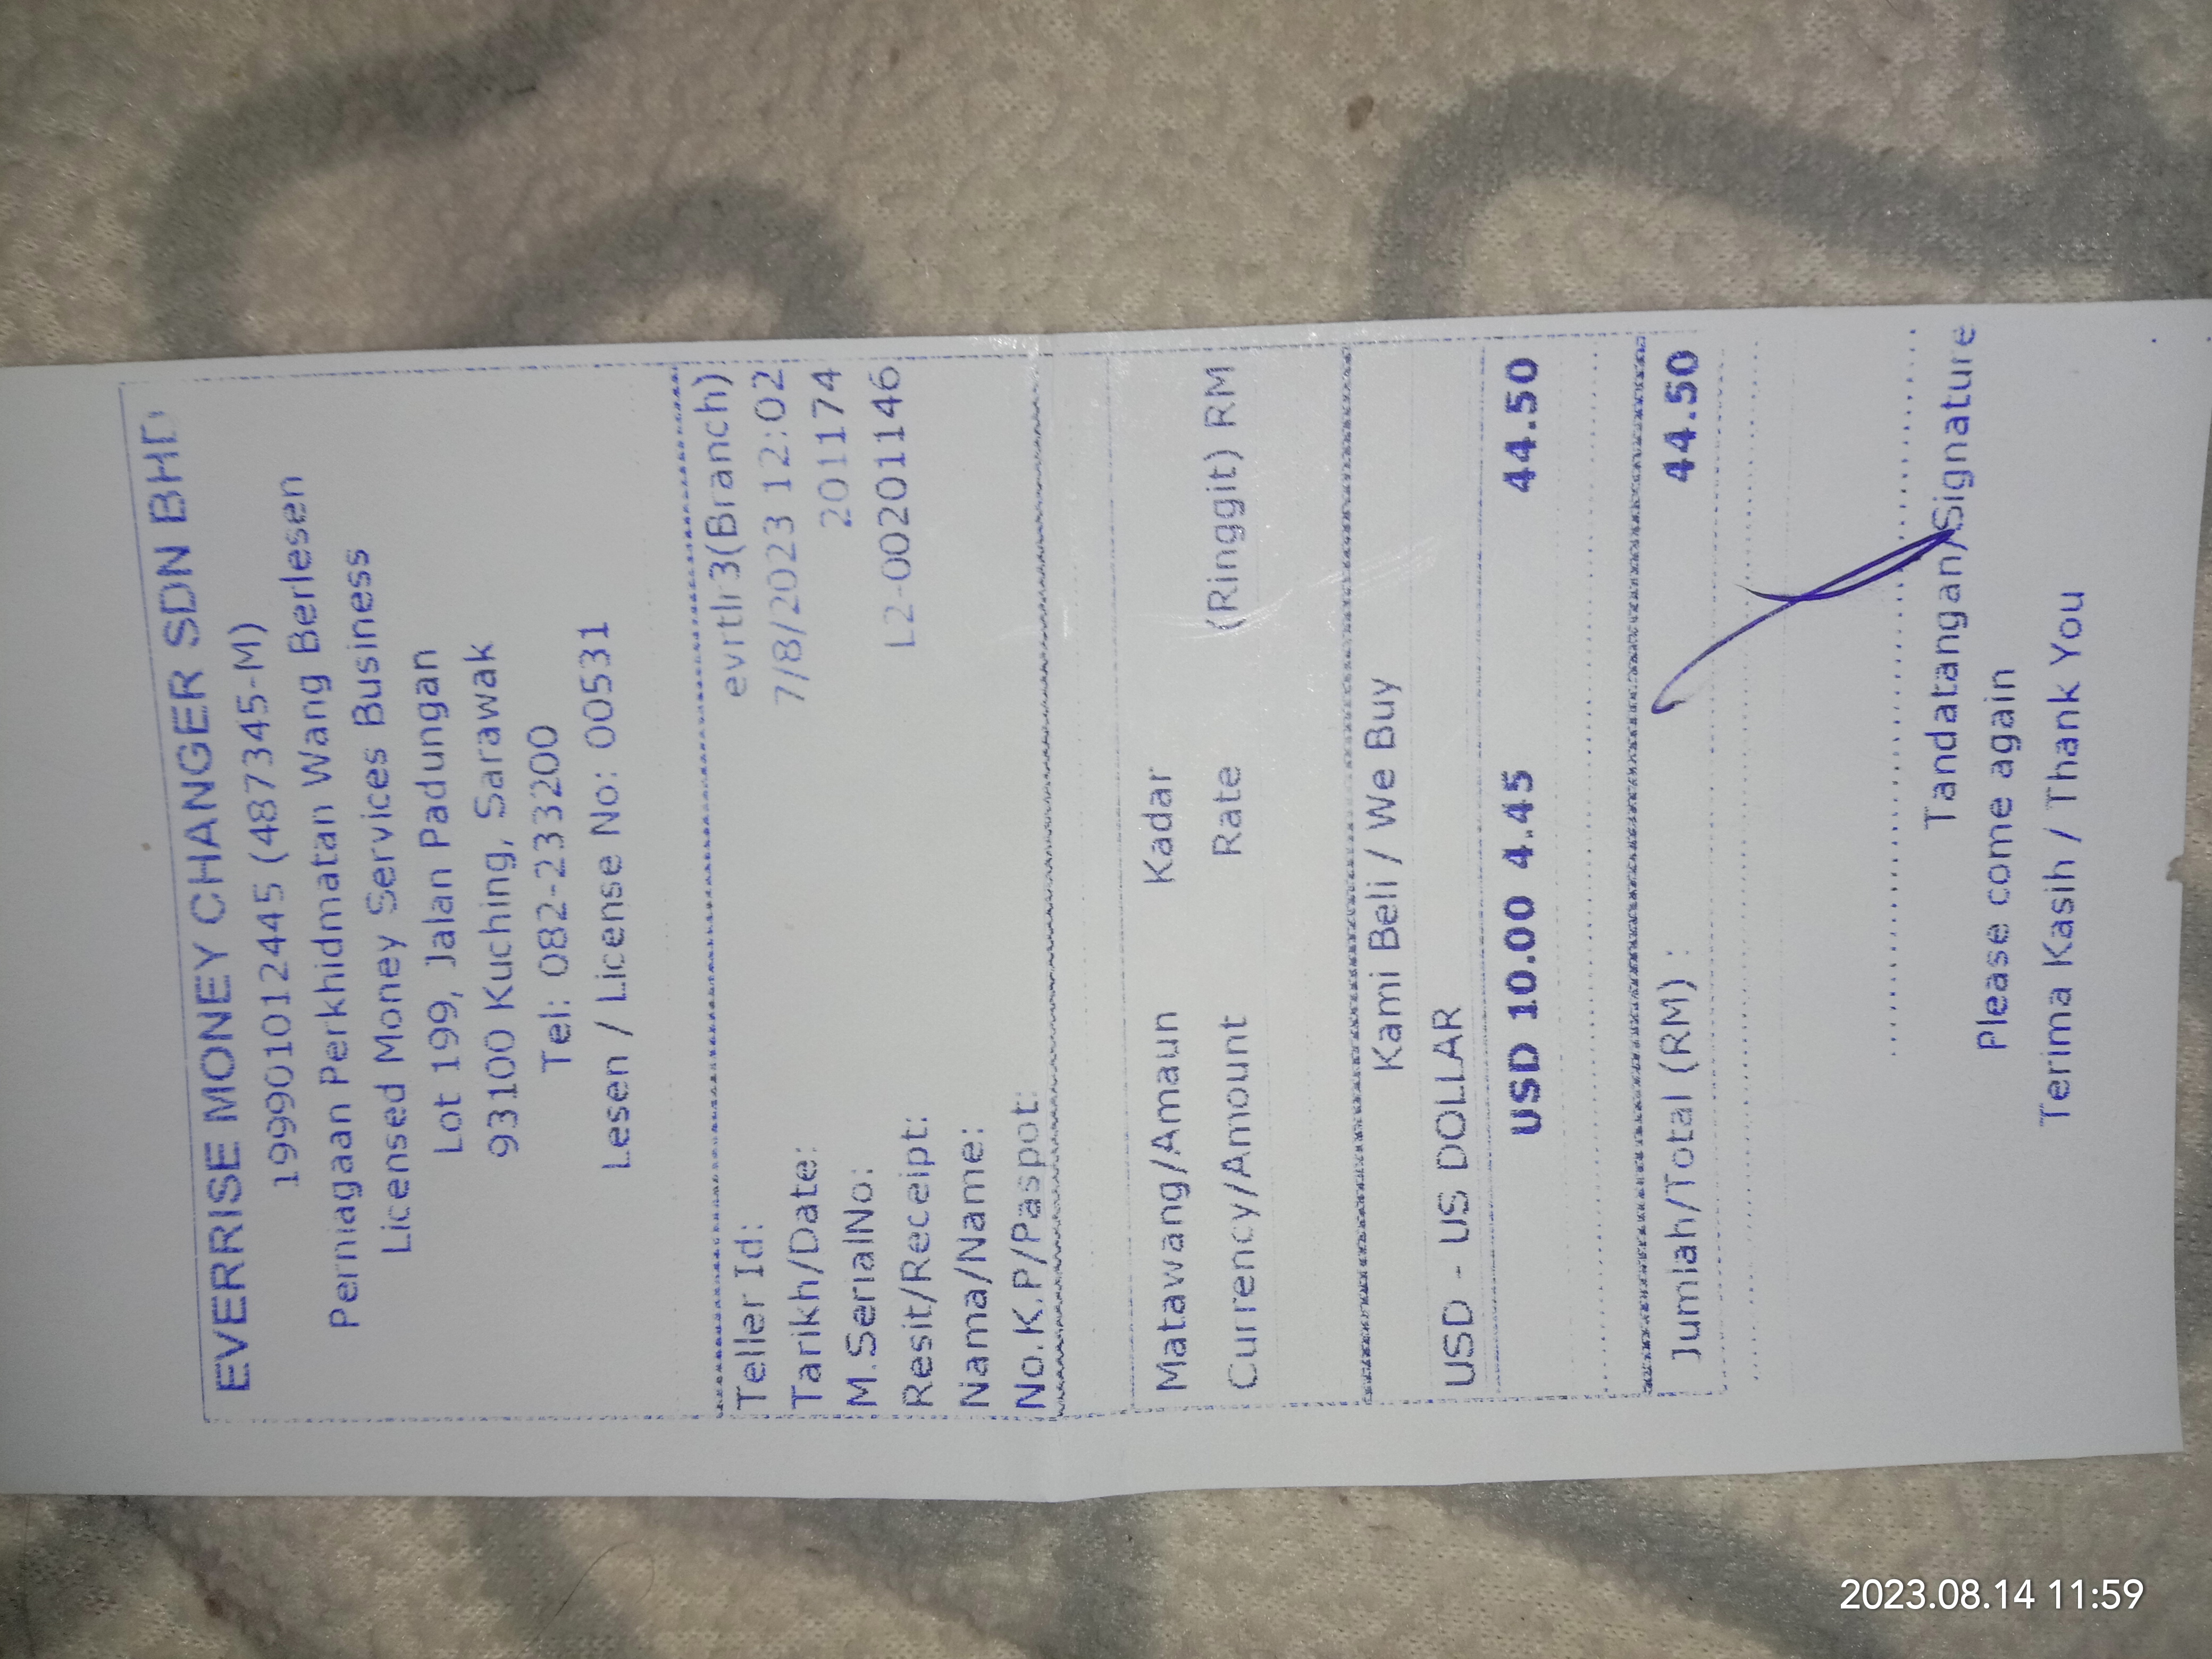 EVERRISE MONEY CHANGER SDN BHD
199901012445 (487345-M)
Perniagaan Perkhidmatan Wang Berlesen
Licensed Money Services Business
Lot 199, Jalan Padungan
93100 Kuching, Sarawak
Tel: 082-233200
Lesen / License No: 00531
Teller Id: evrtlr3(Branch)
Tarikh/Date: 7/8/2023 12:02
M.SerialNo: 201174
Resit/Receipt: L2-00201146
Nama/Name:
No.K.P/Paspot:
Matawang/Amaun Kadar
Currency/Amount Rate (Ringgit) RM
Kami Beli / We Buy
USD - US DOLLAR
USD 10.00 4.45 44.50
Jumlah/Total (RM) : 44.50
Tandatangan/Signature
Please come again
Terima Kasih / Thank You
2023.08.14 11:59